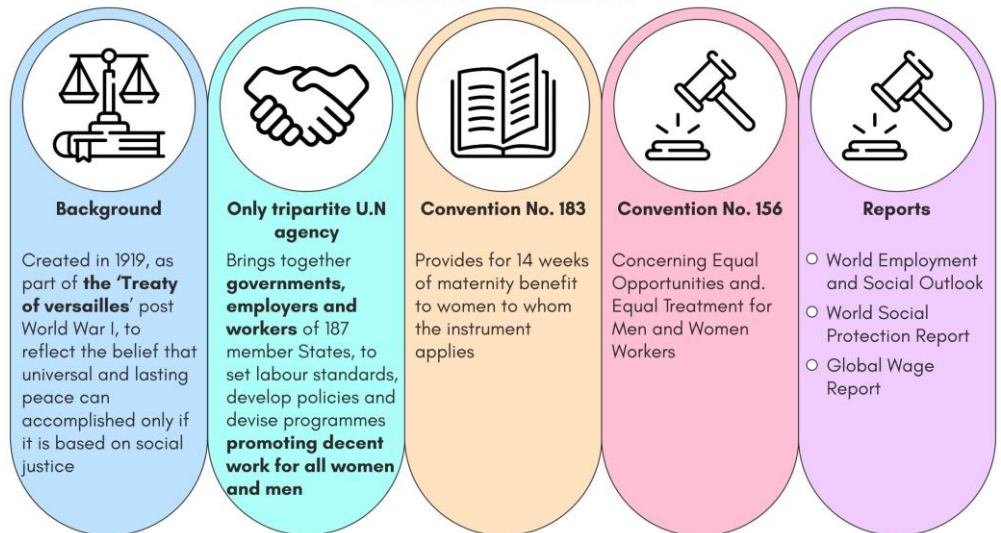 Background
Created in 1919, as
part of the ‘Treaty
of versailles’ post
World War I, to
reflect the belief that
universal and lasting
peace can
accomplished only if
it is based on social
justice
Only tripartite U.N
agency
Brings together
governments,
employers and
workers of 187
member States, to
set labour standards,
develop policies and
devise programmes
promoting decent
work for all women
and men
Convention No. 183
Provides for 14 weeks
of maternity benefit
to women to whom
the instrument
applies
Convention No. 156
Concerning Equal
Opportunities and.
Equal Treatment for
Men and Women
Workers
Reports
World Employment
and Social Outlook
World Social
Protection Report
Global Wage
Report